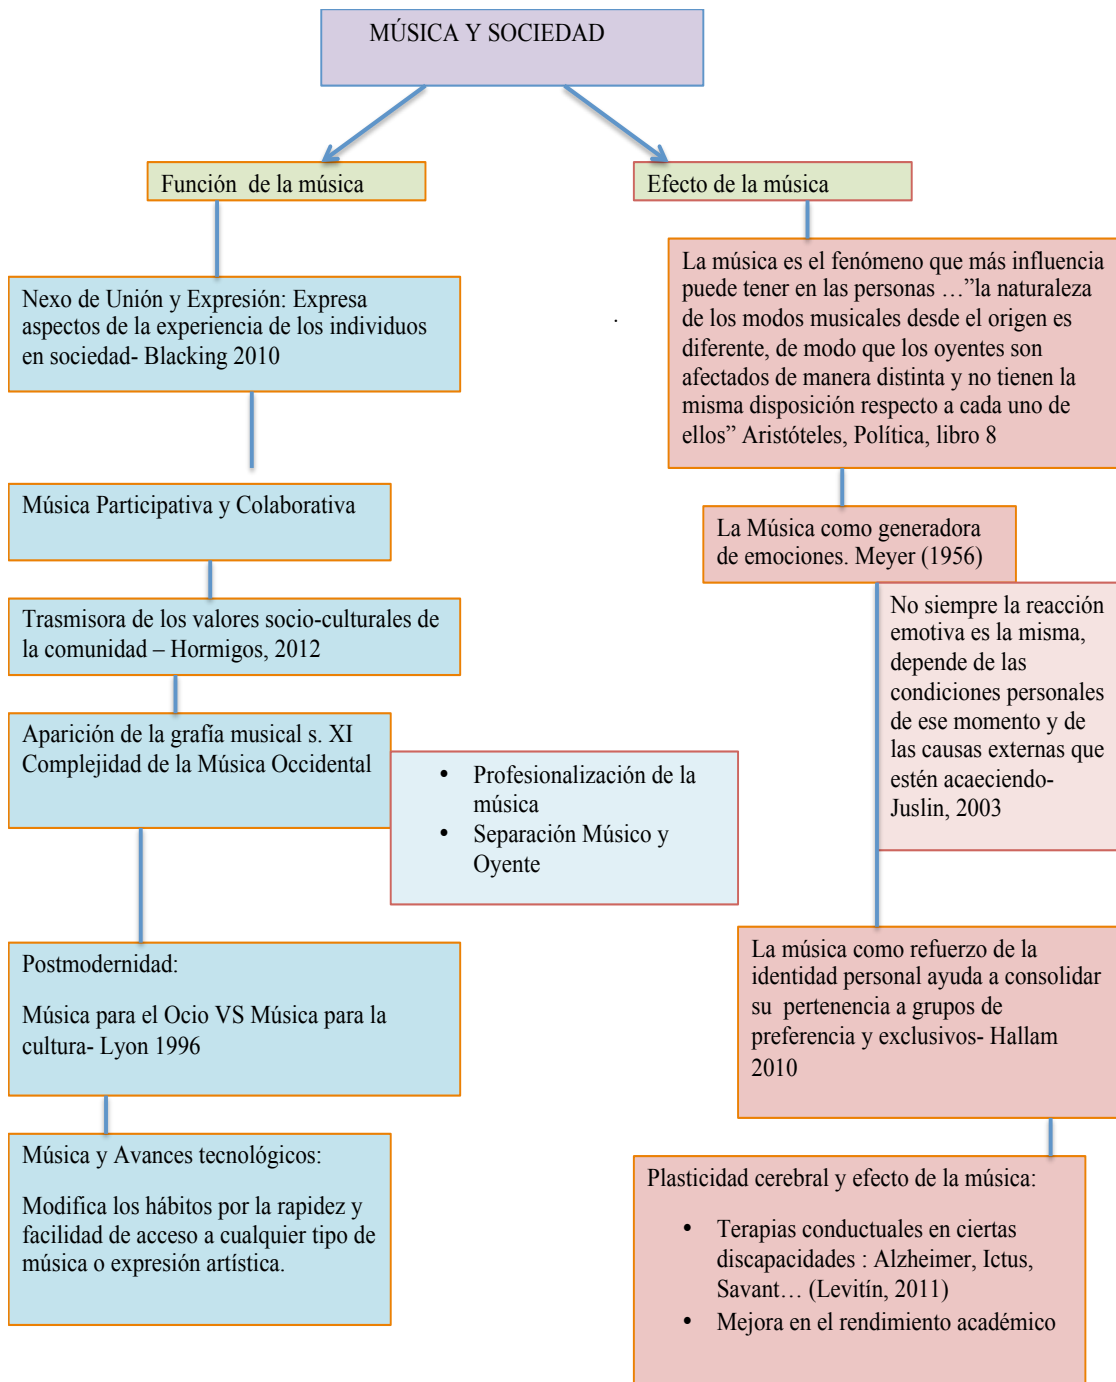 MÚSICA Y SOCIEDAD
Función  de la música
Nexo de Unión y Expresión: Expresa
aspectos de la experiencia de los individuos
en sociedad- Blacking 2010
Música Participativa y Colaborativa
Trasmisora de los valores socio-culturales de
la comunidad – Hormigos, 2012
Aparición de la grafía musical s. XI
Complejidad de la Música Occidental
• Profesionalización de la
música
• Separación Músico y
Oyente
Postmodernidad:
Música para el Ocio VS Música para la
cultura- Lyon 1996
Música y Avances tecnológicos:
Modifica los hábitos por la rapidez y
facilidad de acceso a cualquier tipo de
música o expresión artística.
Efecto de la música
La música es el fenómeno que más influencia
puede tener en las personas …”la naturaleza
de los modos musicales desde el origen es
diferente, de modo que los oyentes son
afectados de manera distinta y no tienen la
misma disposición respecto a cada uno de
ellos” Aristóteles, Política, libro 8
.
La Música como generadora
de emociones. Meyer (1956)
No siempre la reacción
emotiva es la misma,
depende de las
condiciones personales
de ese momento y de
las causas externas que
estén acaeciendo-
Juslin, 2003
La música como refuerzo de la
identidad personal ayuda a consolidar
su  pertenencia a grupos de
preferencia y exclusivos- Hallam
2010
Plasticidad cerebral y efecto de la música:
• Terapias conductuales en ciertas
discapacidades : Alzheimer, Ictus,
Savant… (Levitín, 2011)
• Mejora en el rendimiento académico